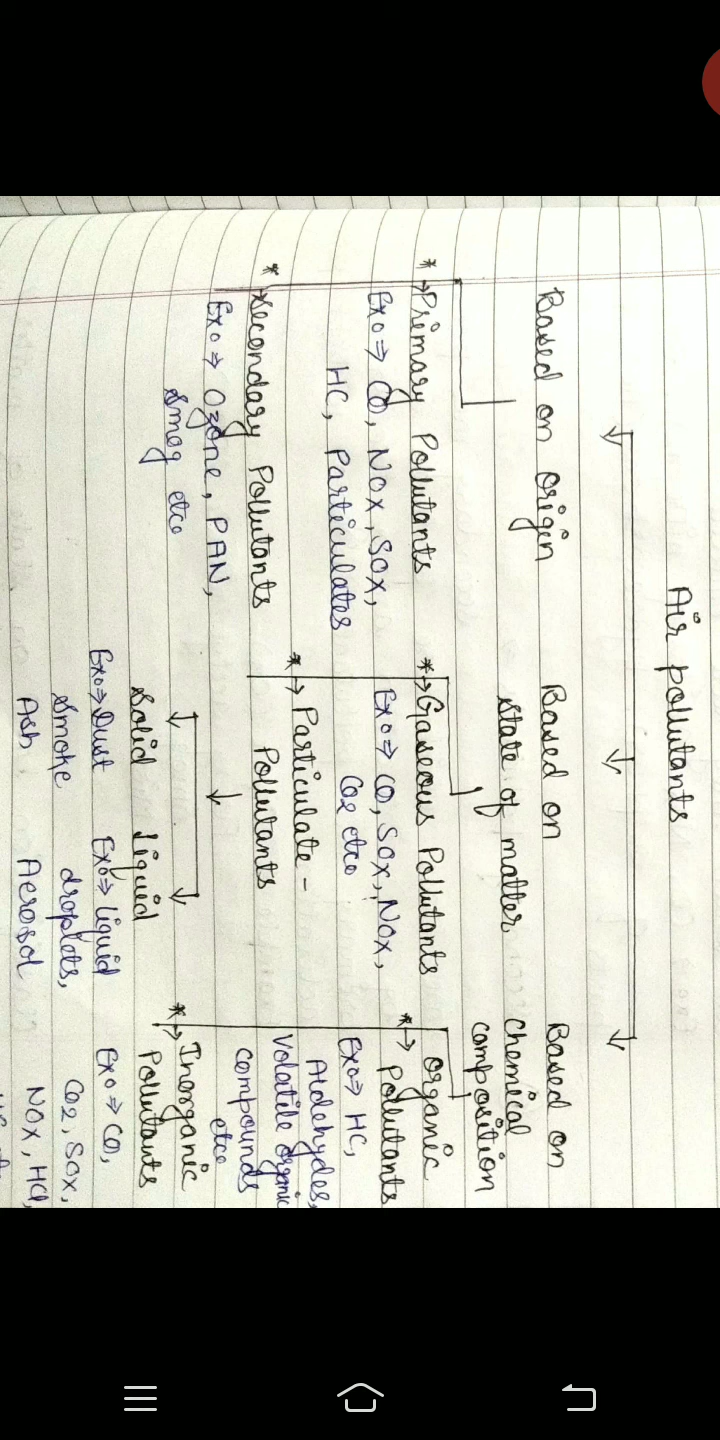 Air pollutants
Based on origin
*→ Primary Pollutants
Ex:⇒ CO, NOX, SOX,
HC, Particulates
*→ Secondary Pollutants
Ex:⇒ Ozone, PAN,
Smog etc.
Based on
state of matter
*→ Gaseous Pollutants
Ex:⇒ CO, SOX, NOX,
CO2 etc.
*→ Particulate-
Pollutants
Solid
Ex:⇒ Dust
Smoke
Ash
liquid
Ex:⇒ liquid
droplets,
Aerosol
Based on
chemical
composition
*→ organic
pollutants
Ex:⇒ HC,
Aldehydes,
Volatile organic
compounds
etc.
*→ Inorganic
Pollutants
Ex:⇒ CO,
CO2, SOX,
NOX, HCl,